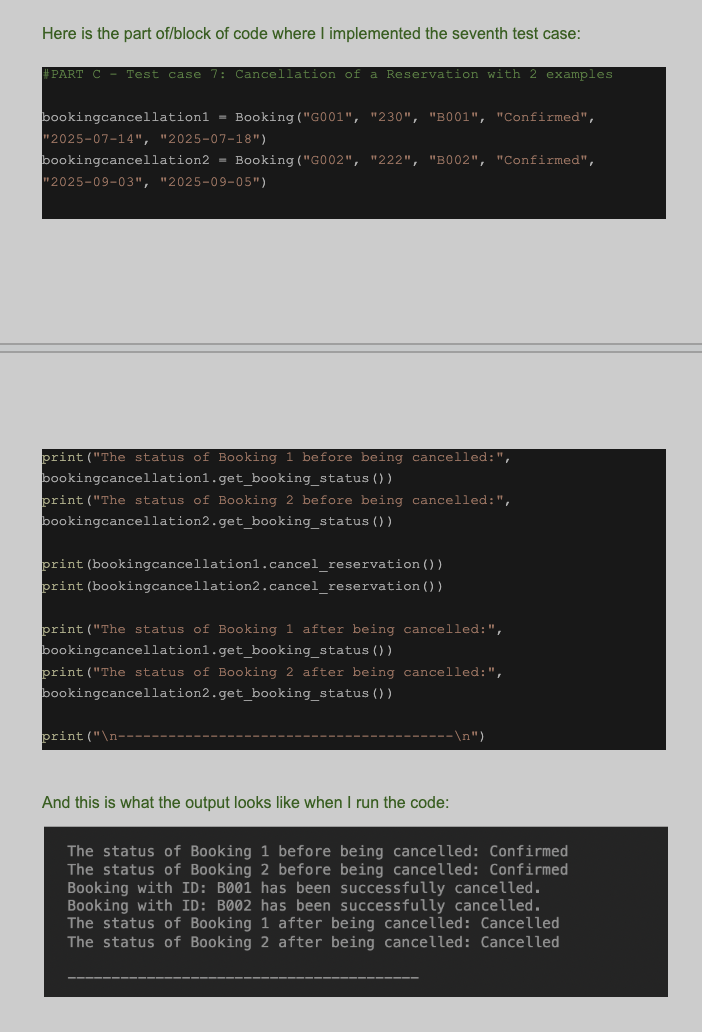 Here is the part of/block of code where I implemented the seventh test case:
#PART C - Test case 7: Cancellation of a Reservation with 2 examples
bookingcancellation1 = Booking("G001", "230", "B001", "Confirmed",
"2025-07-14", "2025-07-18")
bookingcancellation2 = Booking("G002", "222", "B002", "Confirmed",
"2025-09-03", "2025-09-05")
print("The status of Booking 1 before being cancelled:",
bookingcancellation1.get_booking_status())
print("The status of Booking 2 before being cancelled:",
bookingcancellation2.get_booking_status())
print(bookingcancellation1.cancel_reservation())
print(bookingcancellation2.cancel_reservation())
print("The status of Booking 1 after being cancelled:",
bookingcancellation1.get_booking_status())
print("The status of Booking 2 after being cancelled:",
bookingcancellation2.get_booking_status())
print("\n----------------------------------------\n")
And this is what the output looks like when I run the code:
The status of Booking 1 before being cancelled: Confirmed
The status of Booking 2 before being cancelled: Confirmed
Booking with ID: B001 has been successfully cancelled.
Booking with ID: B002 has been successfully cancelled.
The status of Booking 1 after being cancelled: Cancelled
The status of Booking 2 after being cancelled: Cancelled
----------------------------------------